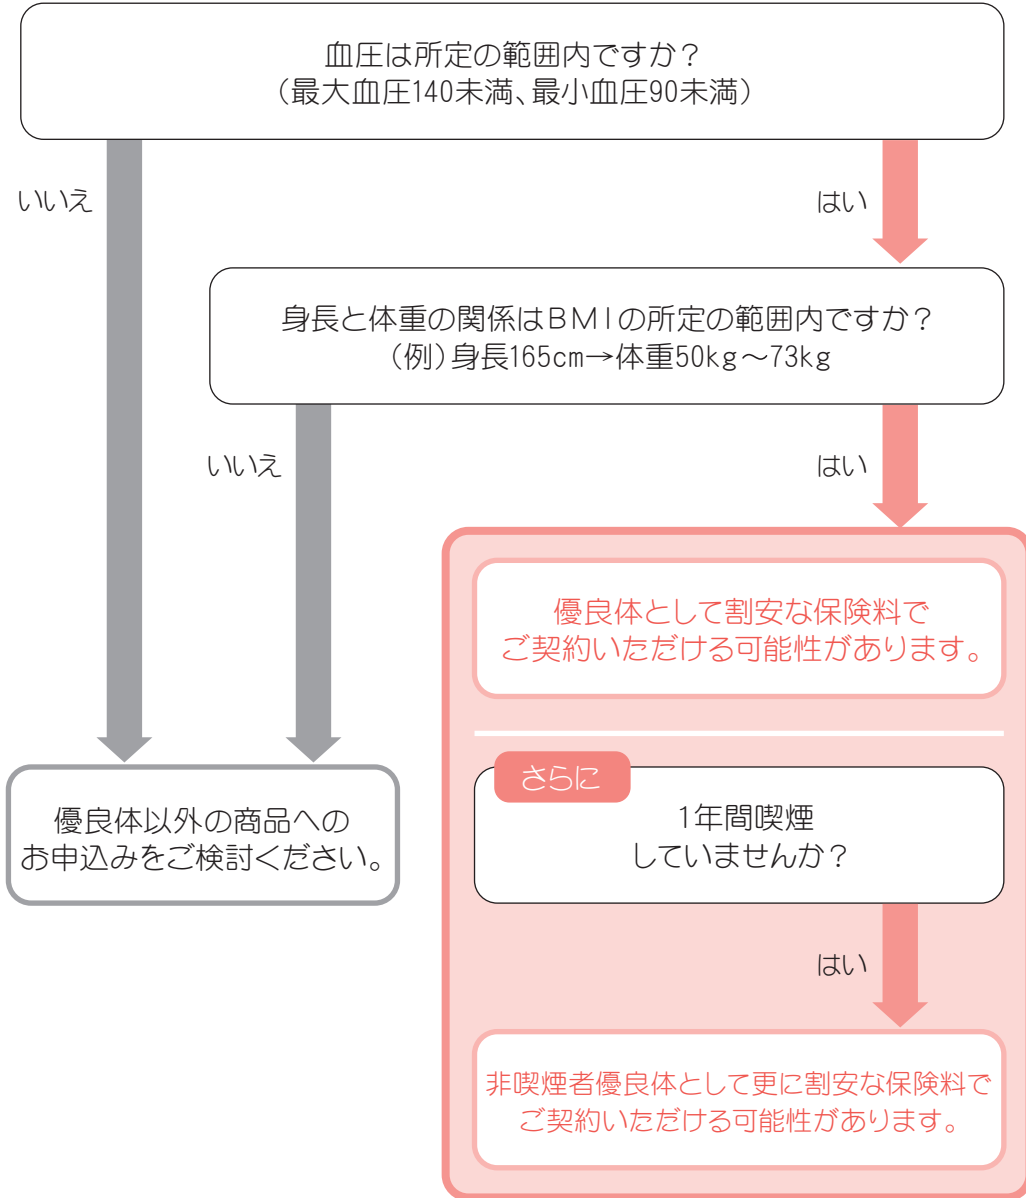 血圧は所定の範囲内ですか？
（最大血圧140未満、最小血圧90未満）
いいえ
はい
身長と体重の関係はＢＭＩの所定の範囲内ですか？
（例）身長165cm→体重50kg～73kg
いいえ
はい
優良体として割安な保険料で
ご契約いただける可能性があります。
優良体以外の商品への
お申込みをご検討ください。
さらに
1年間喫煙
していませんか？
はい
非喫煙者優良体として更に割安な保険料で
ご契約いただける可能性があります。